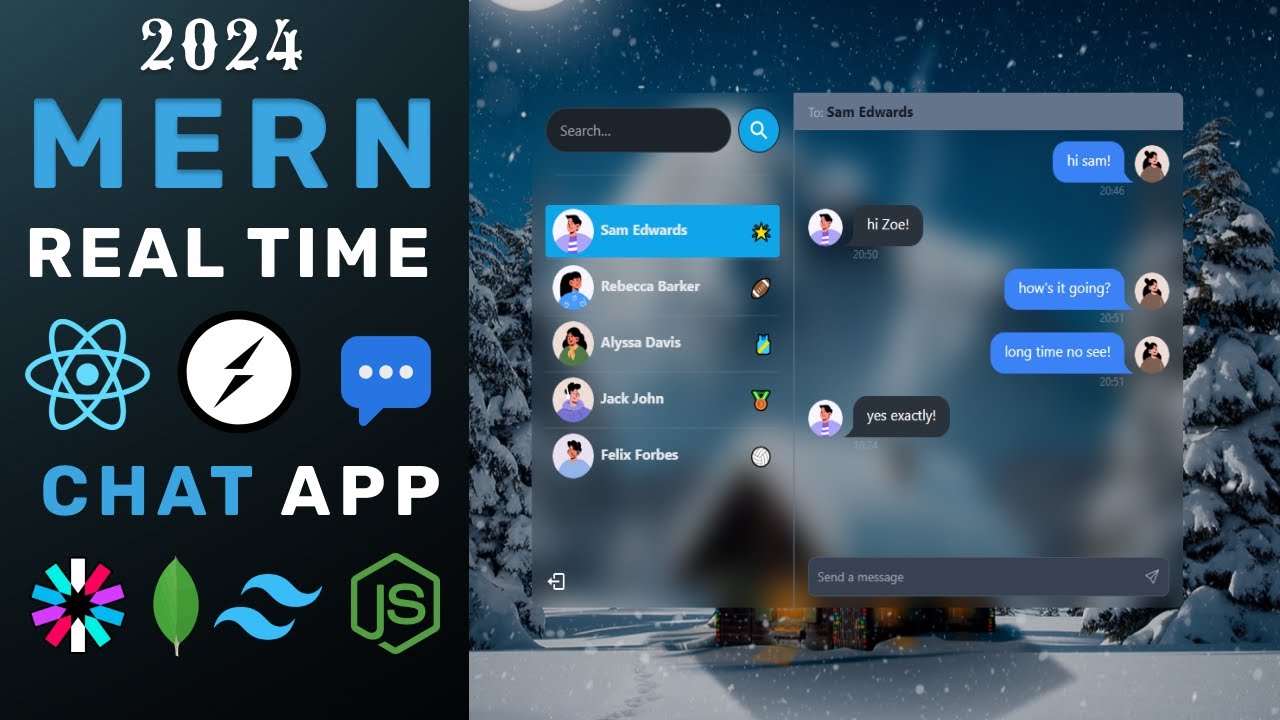 2024
MERN
REAL TIME
CHAT APP
JS
Search...
Sam Edwards
Rebecca Barker
Alyssa Davis
Jack John
Felix Forbes
To: Sam Edwards
hi sam!
20:46
hi Zoe!
20:50
how's it going?
20:51
long time no see!
20:51
yes exactly!
18:24
Send a message